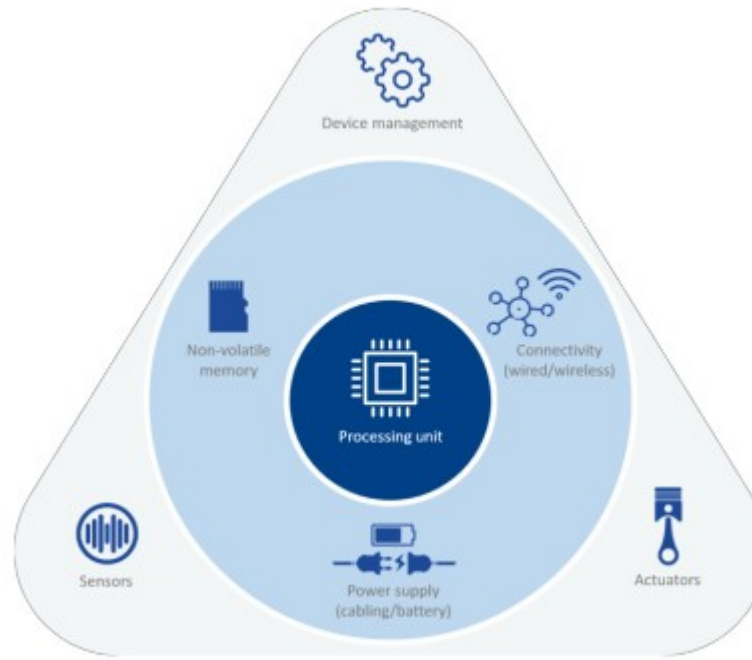 Device management
Non-volatile
memory
Connectivity
(wired/wireless)
Processing unit
Sensors
Power supply
(cabling/battery)
Actuators